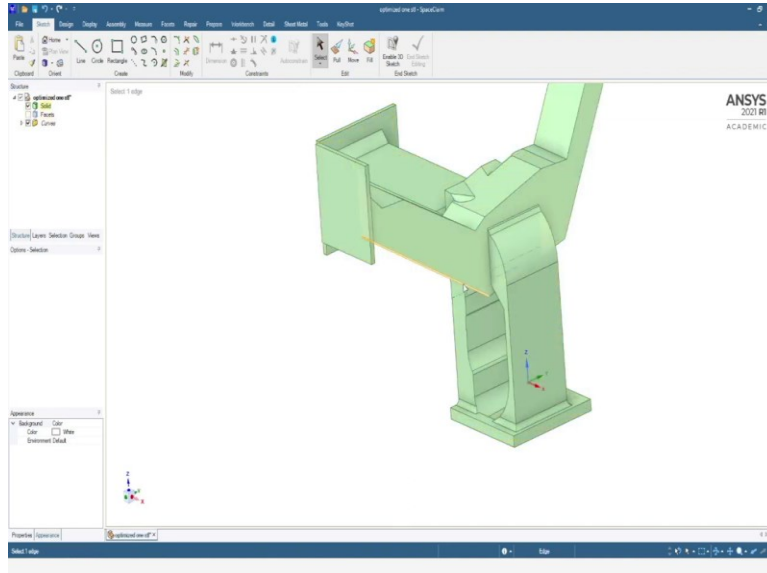 optimized one stl - SpaceClaim
File Sketch Design Display Assembly Measure Facets Repair Prepare Workbench Detail Sheet Metal Tools KeyShot
Paste Home
Plan View
Line Circle Rectangle
Dimension
Select Pull Move Fill
Enable 3D Sketch
End Sketch Editing
Clipboard Orient Create Modify Constraints Edit End Sketch
Structure
Select 1 edge
ANSYS
2021 R1
ACADEMIC
optimized one stl*
Solid
Facets
Curves
Structure Layers Selection Groups Views
Options - Selection
Z
X
Appearance
Background Color
Color White
Environment Default
Z
X
Properties Appearance
optimized one stl* ×
Select 1 edge
Edge